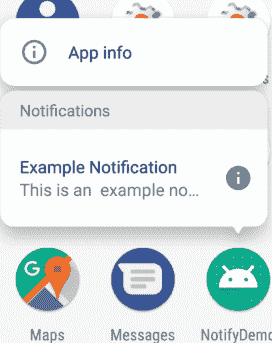 App info
Notifications
Example Notification
This is an example no...
G
Maps
Messages
NotifyDemo